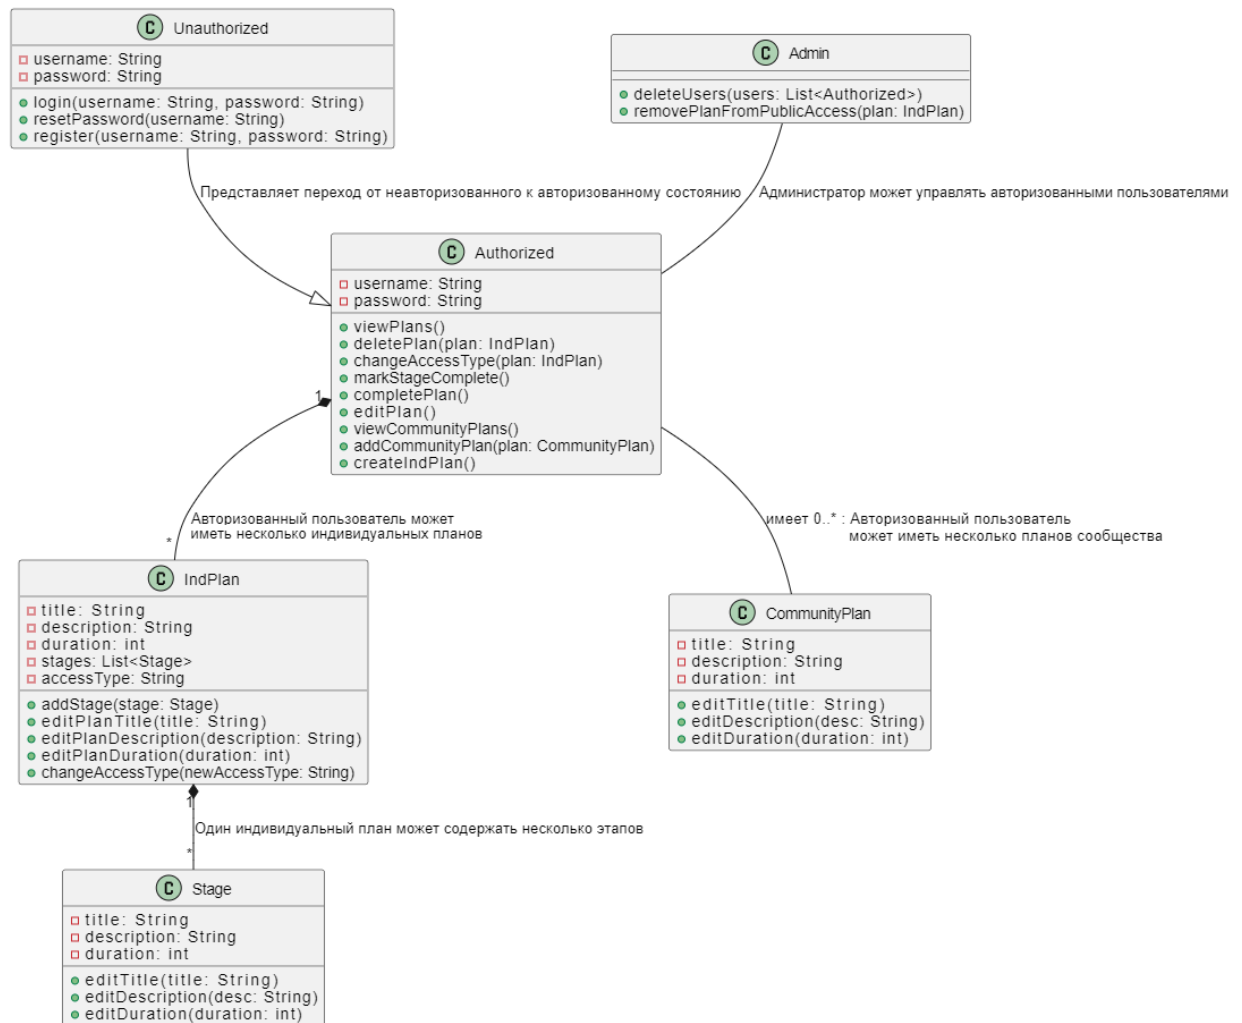 C Unauthorized
username: String
password: String
login(username: String, password: String)
resetPassword(username: String)
register(username: String, password: String)
C Admin
deleteUsers(users: List<Authorized>)
removePlanFromPublicAccess(plan: IndPlan)
Представляет переход от неавторизованного к авторизованному состоянию
Администратор может управлять авторизованными пользователями
C Authorized
username: String
password: String
viewPlans()
deletePlan(plan: IndPlan)
changeAccessType(plan: IndPlan)
markStageComplete()
completePlan()
editPlan()
viewCommunityPlans()
addCommunityPlan(plan: CommunityPlan)
createIndPlan()
1
Авторизованный пользователь может
иметь несколько индивидуальных планов
*
имеет 0..* : Авторизованный пользователь
может иметь несколько планов сообщества
C IndPlan
title: String
description: String
duration: int
stages: List<Stage>
accessType: String
addStage(stage: Stage)
editPlanTitle(title: String)
editPlanDescription(description: String)
editPlanDuration(duration: int)
changeAccessType(newAccessType: String)
C CommunityPlan
title: String
description: String
duration: int
editTitle(title: String)
editDescription(desc: String)
editDuration(duration: int)
1
Один индивидуальный план может содержать несколько этапов
*
C Stage
title: String
description: String
duration: int
editTitle(title: String)
editDescription(desc: String)
editDuration(duration: int)